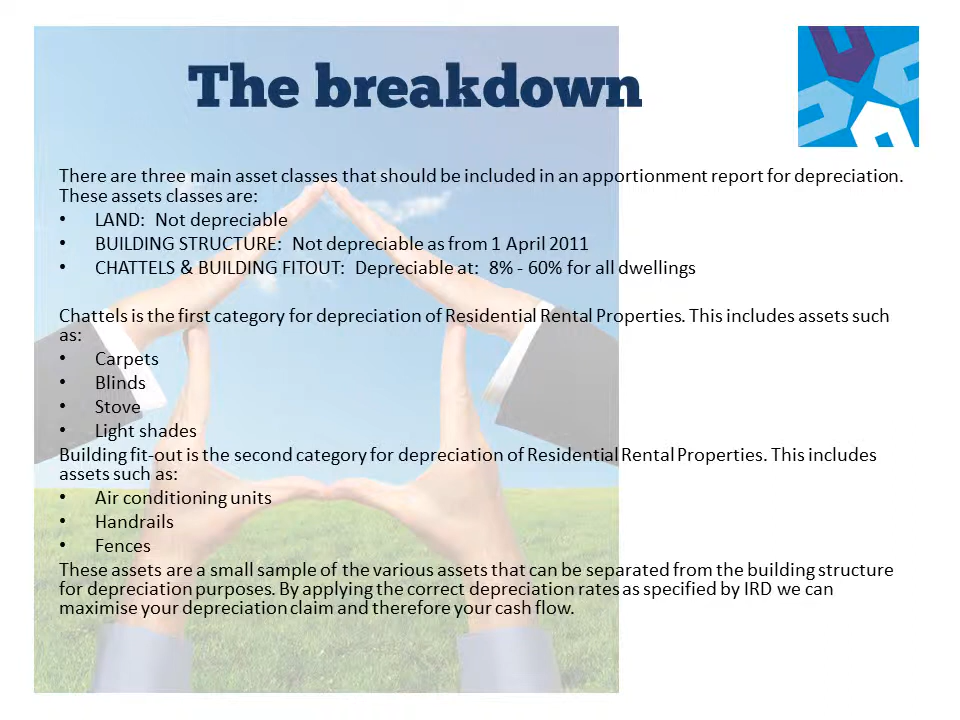 The breakdown
There are three main asset classes that should be included in an apportionment report for depreciation.
These assets classes are:
• LAND: Not depreciable
• BUILDING STRUCTURE: Not depreciable as from 1 April 2011
• CHATTELS & BUILDING FITOUT: Depreciable at: 8% - 60% for all dwellings
Chattels is the first category for depreciation of Residential Rental Properties. This includes assets such
as:
• Carpets
• Blinds
• Stove
• Light shades
Building fit-out is the second category for depreciation of Residential Rental Properties. This includes
assets such as:
• Air conditioning units
• Handrails
• Fences
These assets are a small sample of the various assets that can be separated from the building structure
for depreciation purposes. By applying the correct depreciation rates as specified by IRD we can
maximise your depreciation claim and therefore your cash flow.